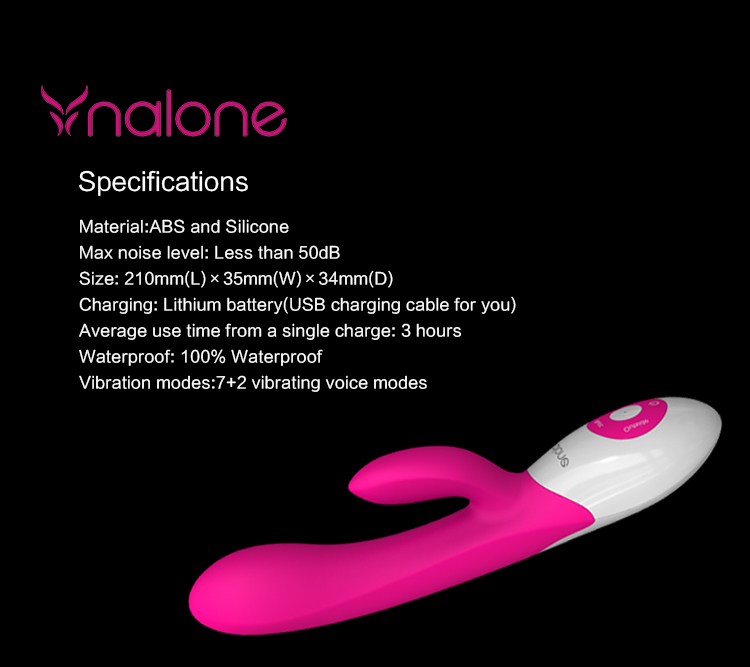 nalone
Specifications
Material:ABS and Silicone
Max noise level: Less than 50dB
Size: 210mm(L)×35mm(W)×34mm(D)
Charging: Lithium battery(USB charging cable for you)
Average use time from a single charge: 3 hours
Waterproof: 100% Waterproof
Vibration modes:7+2 vibrating voice modes